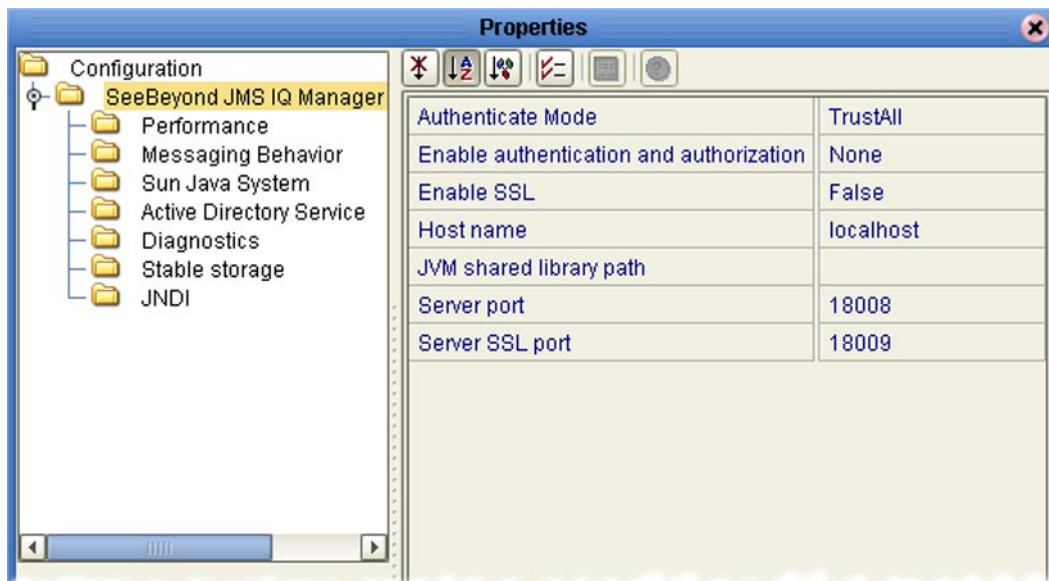 Properties
Configuration
SeeBeyond JMS IQ Manager
Performance
Messaging Behavior
Sun Java System
Active Directory Service
Diagnostics
Stable storage
JNDI
Authenticate Mode TrustAll
Enable authentication and authorization None
Enable SSL False
Host name localhost
JVM shared library path
Server port 18008
Server SSL port 18009